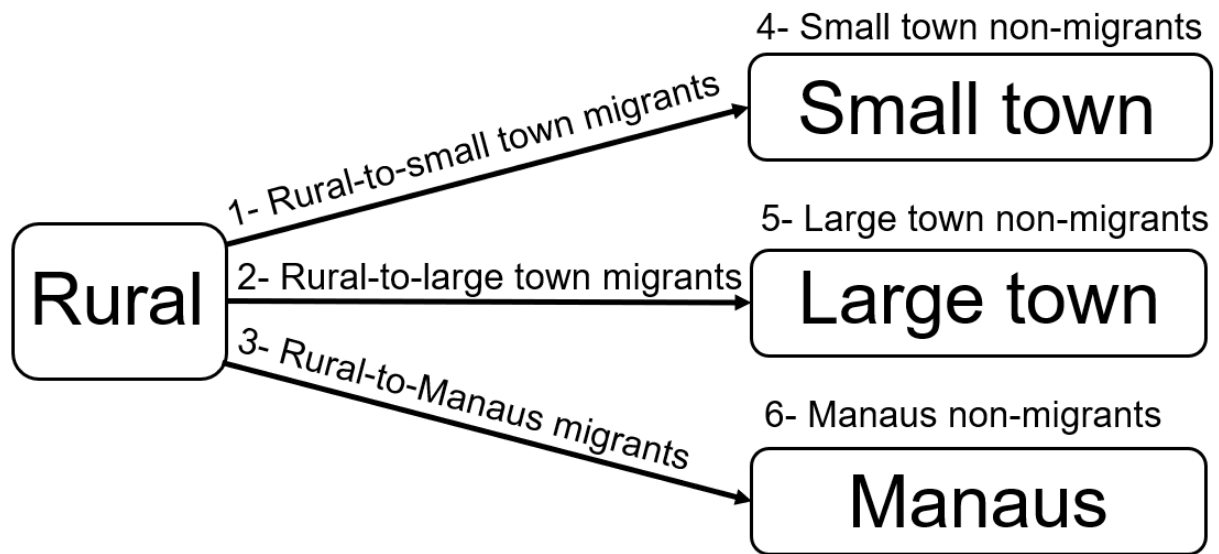 4- Small town non-migrants
Small town
1- Rural-to-small town migrants
5- Large town non-migrants
Rural
2- Rural-to-large town migrants
Large town
3- Rural-to-Manaus migrants
6- Manaus non-migrants
Manaus